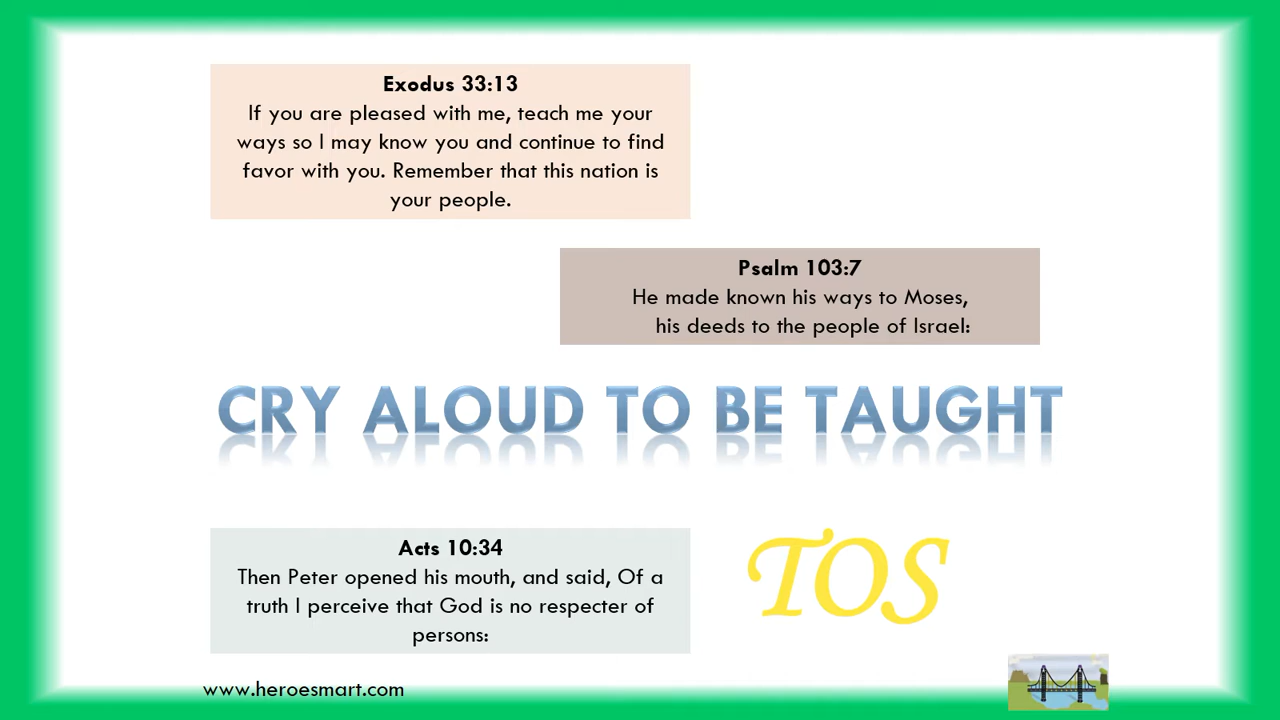 Exodus 33:13
If you are pleased with me, teach me your
ways so I may know you and continue to find
favor with you. Remember that this nation is
your people.
Psalm 103:7
He made known his ways to Moses,
his deeds to the people of Israel:
CRY ALOUD TO BE TAUGHT
Acts 10:34
Then Peter opened his mouth, and said, Of a
truth I perceive that God is no respecter of
persons:
TOS
www.heroesmart.com